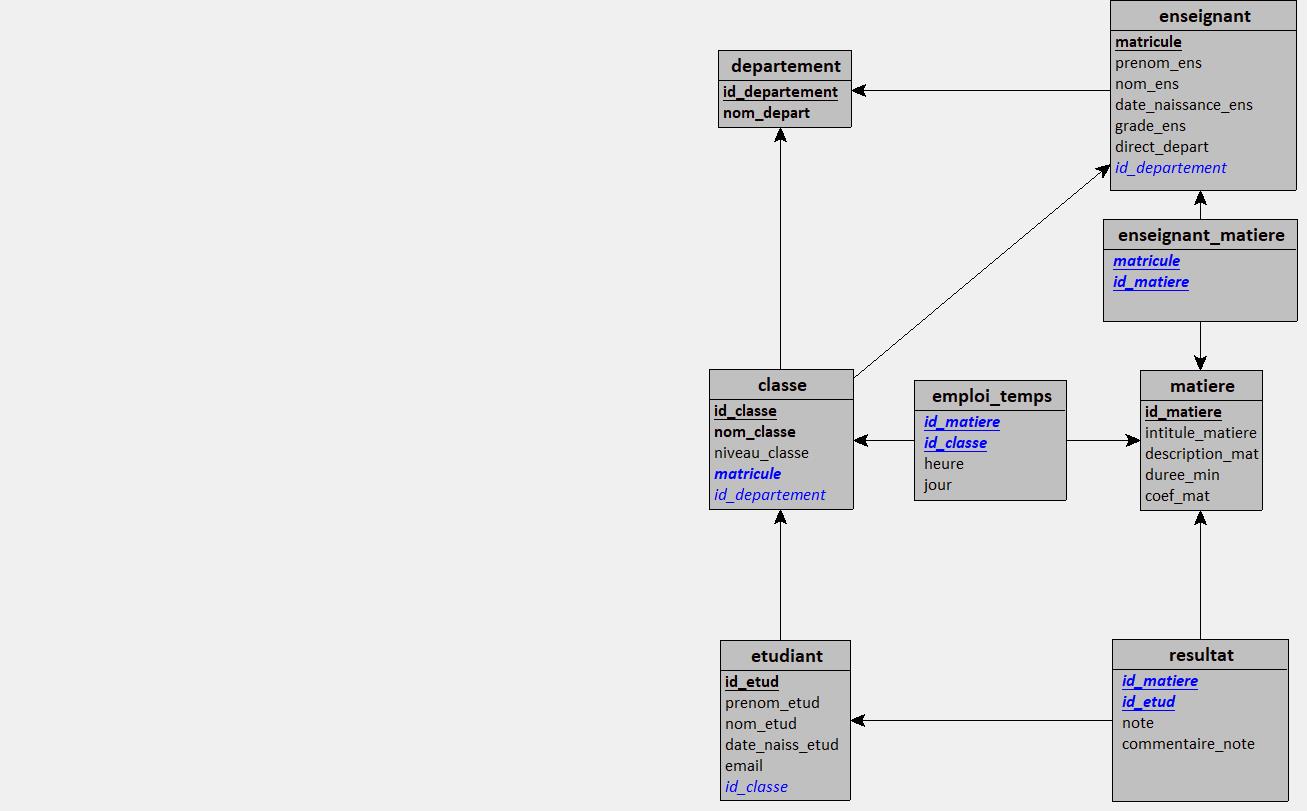 enseignant
matricule
prenom_ens
nom_ens
date_naissance_ens
grade_ens
direct_depart
id_departement
departement
id_departement
nom_depart
enseignant_matiere
matricule
id_matiere
classe
id_classe
nom_classe
niveau_classe
matricule
id_departement
emploi_temps
id_matiere
id_classe
heure
jour
matiere
id_matiere
intitule_matiere
description_mat
duree_min
coef_mat
etudiant
id_etud
prenom_etud
nom_etud
date_naiss_etud
email
id_classe
resultat
id_matiere
id_etud
note
commentaire_note